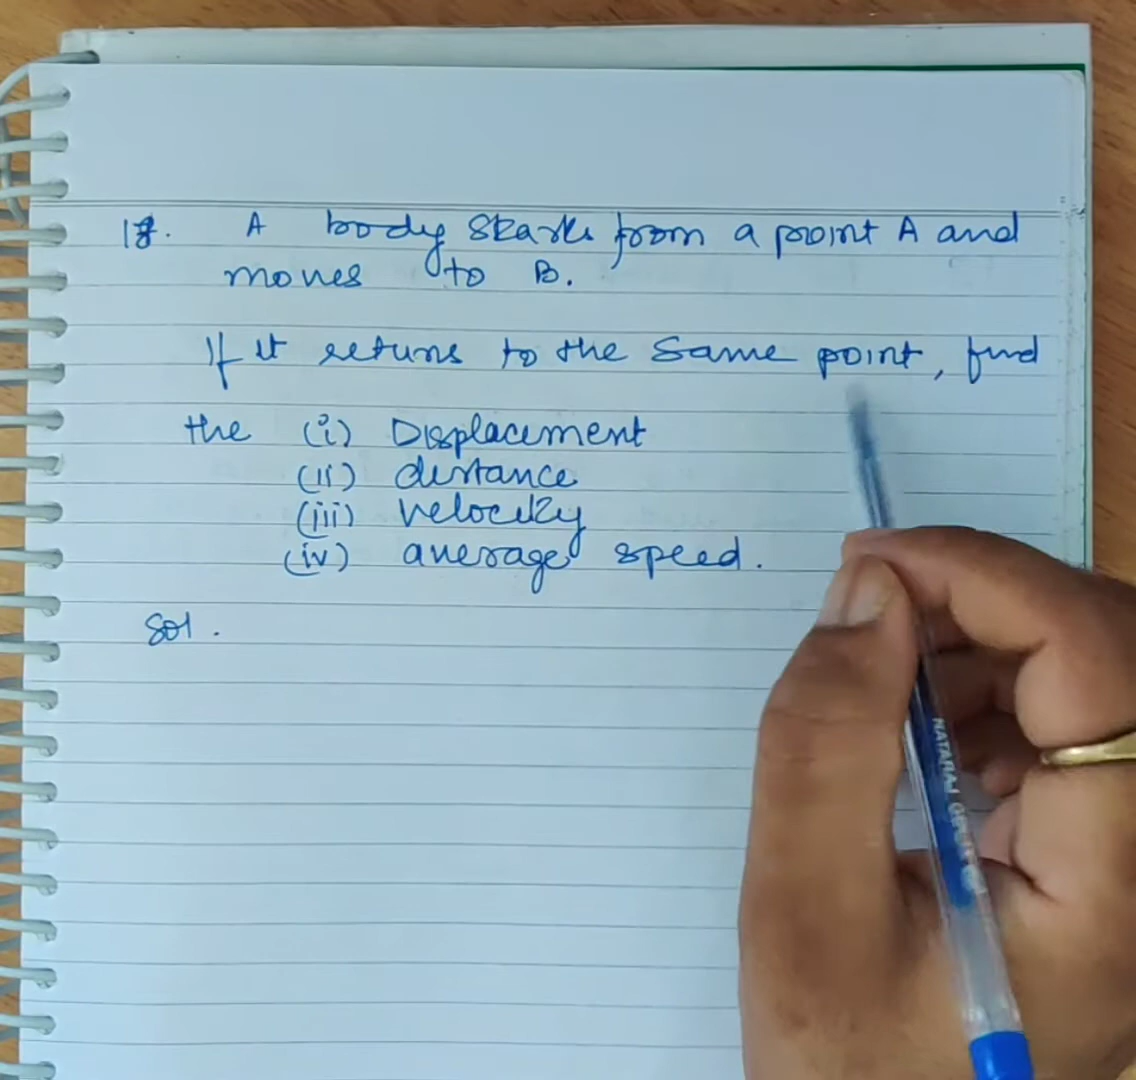 18. A body starts from a point A and
moves to B.
If it returns to the same point, find
the (i) Displacement
(ii) distance
(iii) velocity
(iv) average speed.
Sol.
NATARAJ